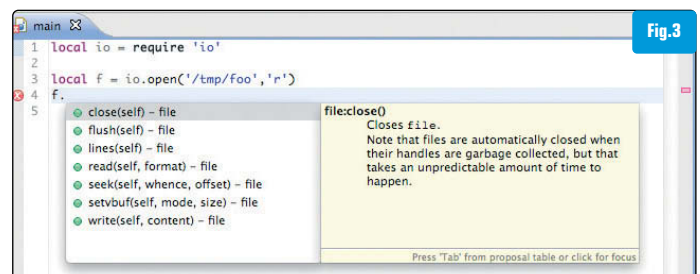 main
Fig.3
1 local io = require 'io'
2
3 local f = io.open('/tmp/foo','r')
4 f.
5
close(self) – file
flush(self) – file
lines(self) – file
read(self, format) – file
seek(self, whence, offset) – file
setvbuf(self, mode, size) – file
write(self, content) – file
file:close()
Closes file.
Note that files are automatically closed when
their handles are garbage collected, but that
takes an unpredictable amount of time to
happen.
Press 'Tab' from proposal table or click for focus